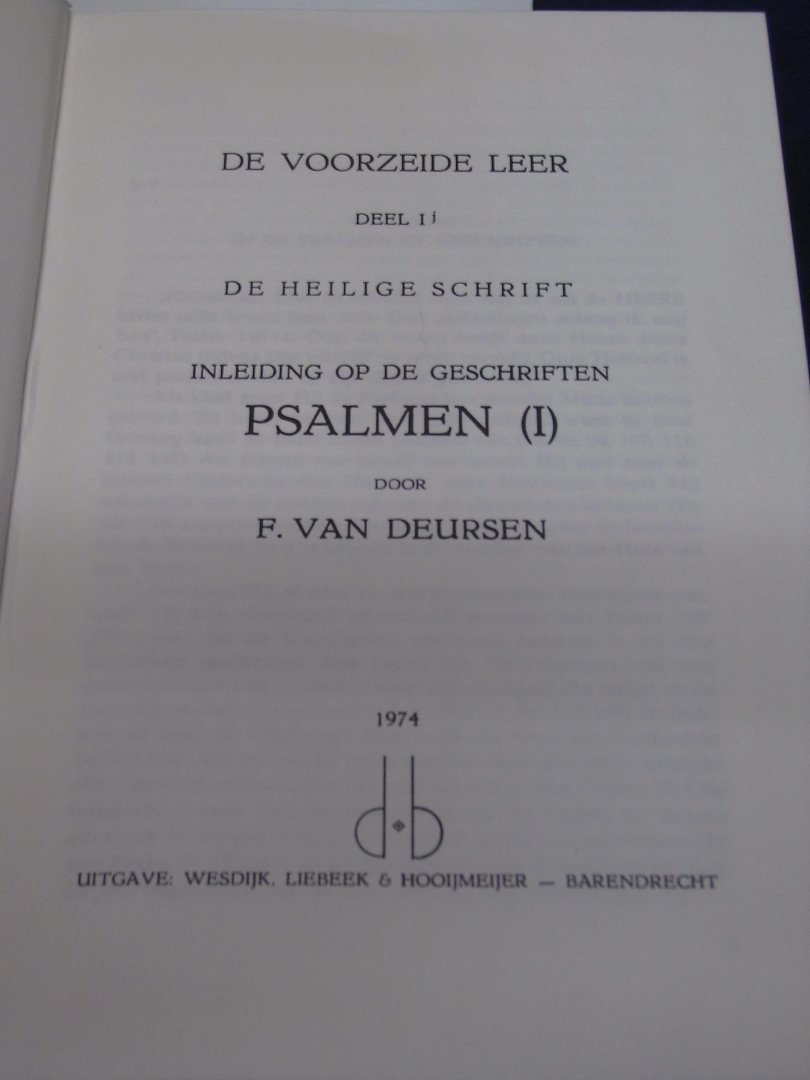 DE VOORZEIDE LEER
DEEL I j
DE HEILIGE SCHRIFT
INLEIDING OP DE GESCHRIFTEN
PSALMEN (I)
DOOR
F. VAN DEURSEN
1974
UITGAVE: WESDIJK, LIEBEEK & HOOIJMEIJER — BARENDRECHT